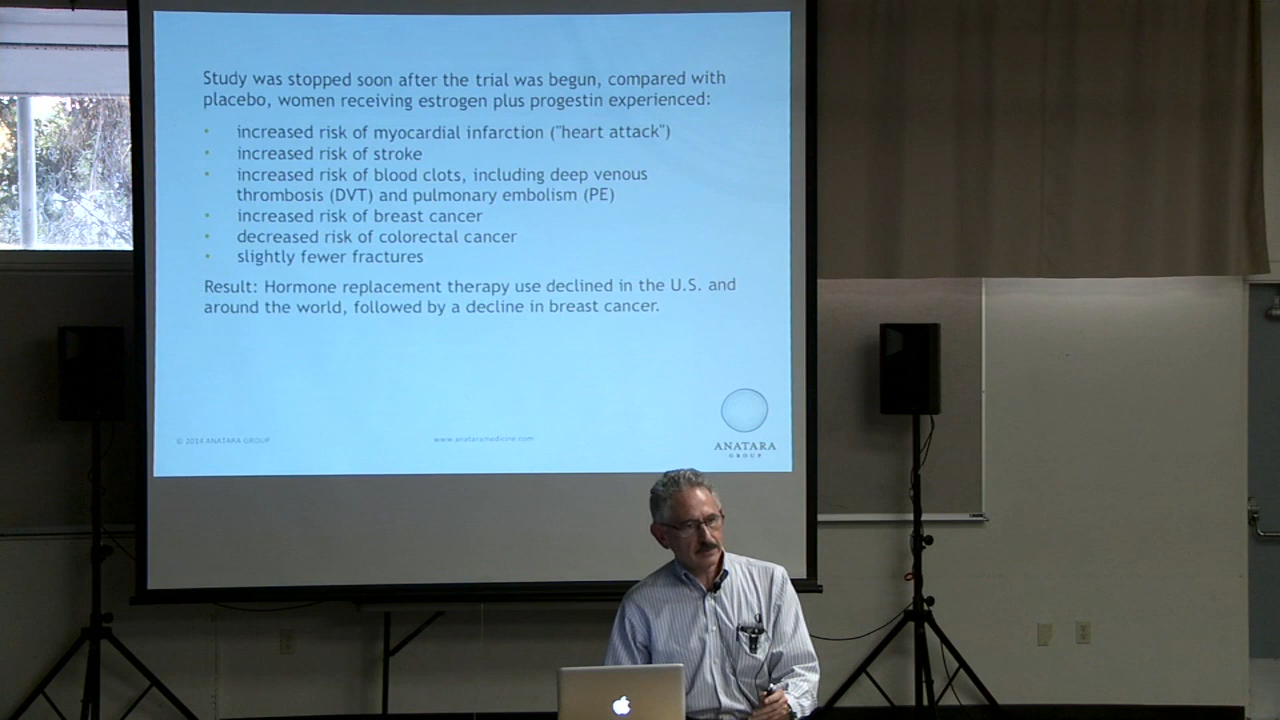 Study was stopped soon after the trial was begun, compared with
placebo, women receiving estrogen plus progestin experienced:
• increased risk of myocardial infarction ("heart attack")
• increased risk of stroke
• increased risk of blood clots, including deep venous
thrombosis (DVT) and pulmonary embolism (PE)
• increased risk of breast cancer
• decreased risk of colorectal cancer
• slightly fewer fractures
Result: Hormone replacement therapy use declined in the U.S. and
around the world, followed by a decline in breast cancer.
© 2014 ANATARA GROUP
www.anataramedicine.com
ANATARA
GROUP